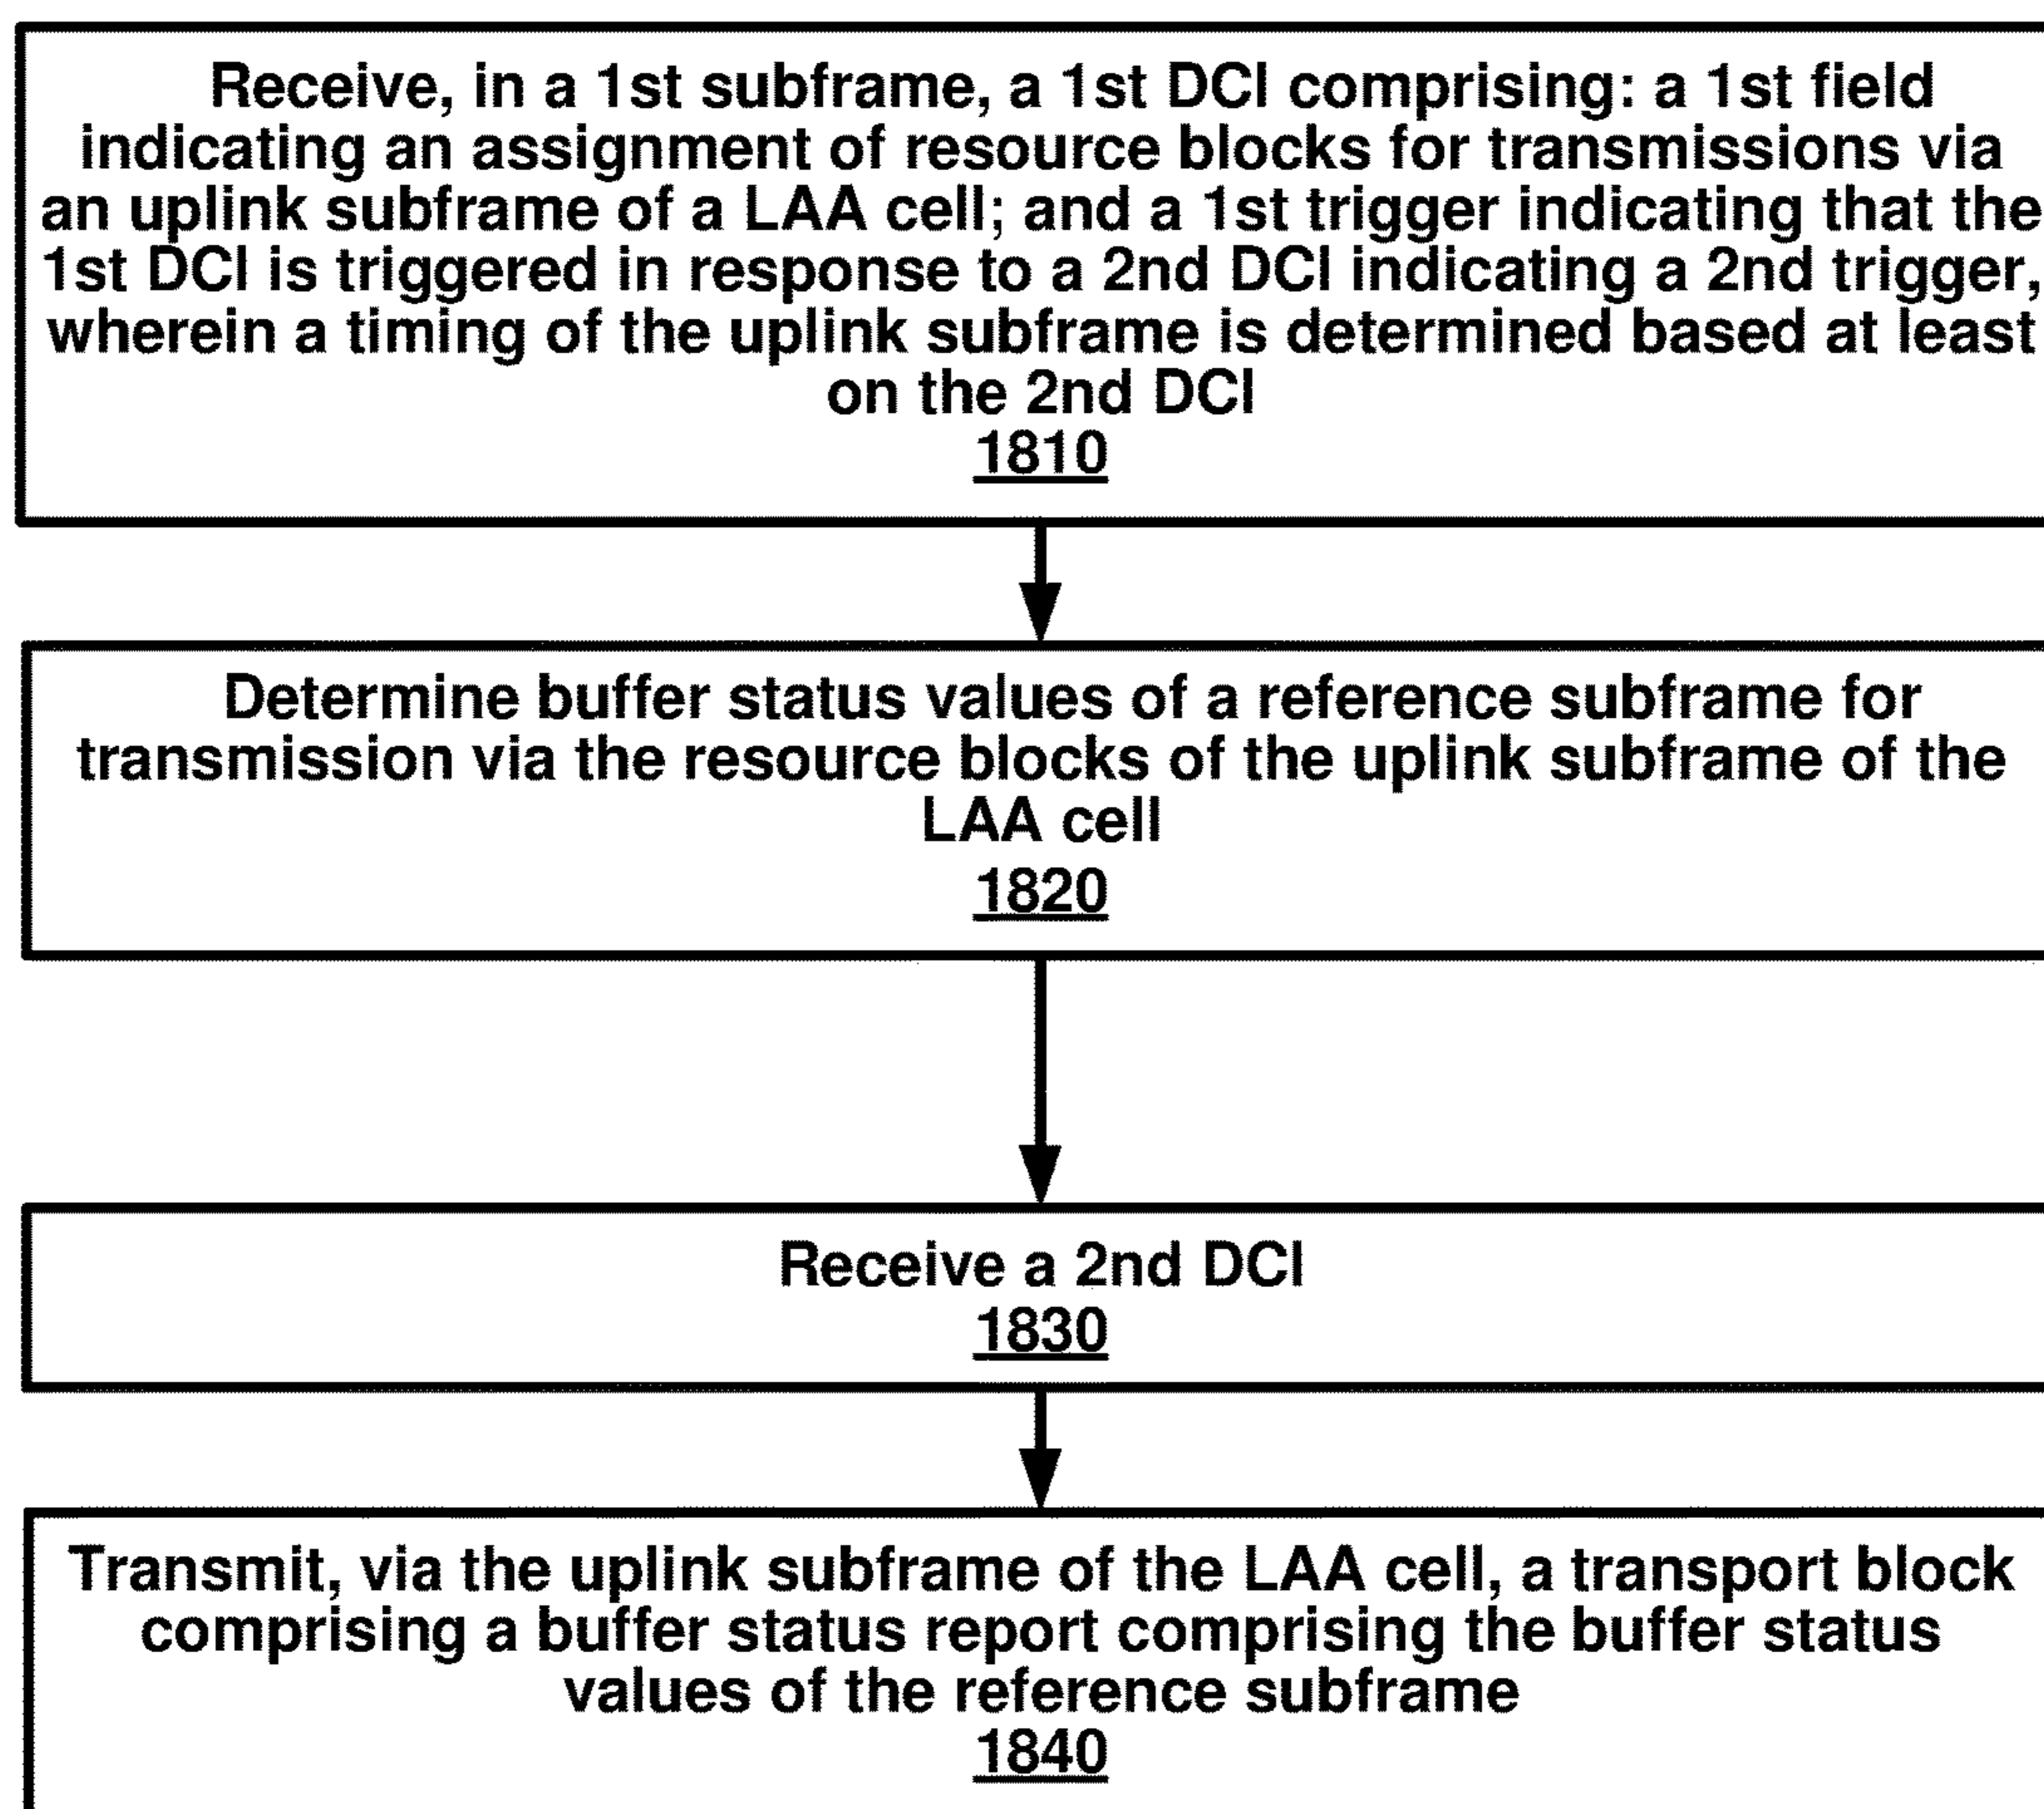 Receive, in a 1st subframe, a 1st DCI comprising: a 1st field
indicating an assignment of resource blocks for transmissions via
an uplink subframe of a LAA cell; and a 1st trigger indicating that the
1st DCI is triggered in response to a 2nd DCI indicating a 2nd trigger,
wherein a timing of the uplink subframe is determined based at least
on the 2nd DCI
1810
Determine buffer status values of a reference subframe for
transmission via the resource blocks of the uplink subframe of the
LAA cell
1820
Receive a 2nd DCI
1830
Transmit, via the uplink subframe of the LAA cell, a transport block
comprising a buffer status report comprising the buffer status
values of the reference subframe
1840